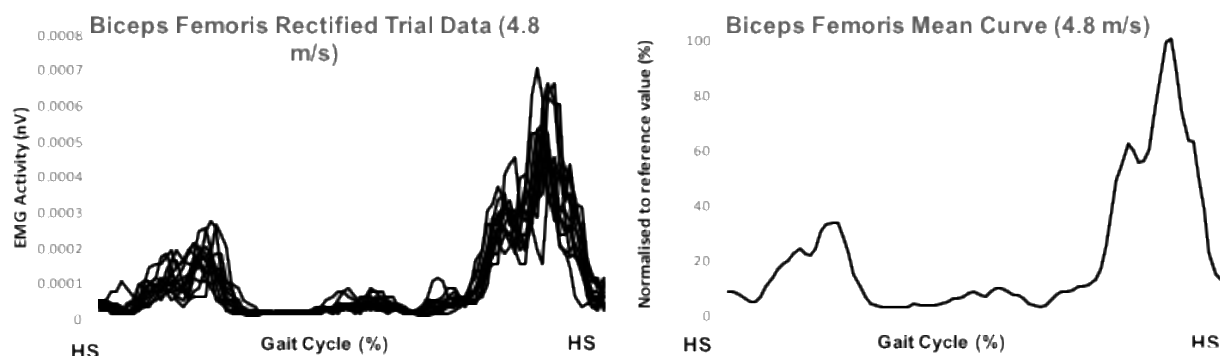 Biceps Femoris Rectified Trial Data (4.8
m/s)
0.0008
0.0007
0.0006
0.0005
0.0004
0.0003
0.0002
0.0001
0
EMG Activity (nV)
HS
Gait Cycle (%)
HS
Biceps Femoris Mean Curve (4.8 m/s)
100
80
60
40
20
0
Normalised to reference value (%)
HS
Gait Cycle (%)
HS